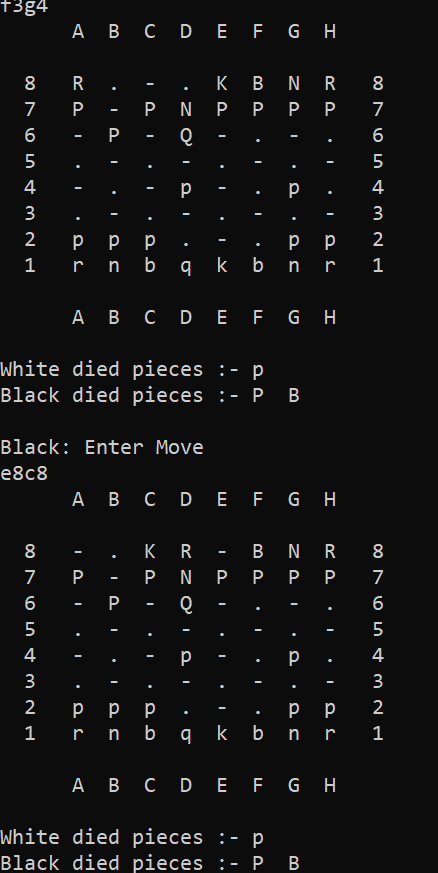 f3g4
A B C D E F G H
8 R . - . K B N R 8
7 P - P N P P P P 7
6 - P - Q - . - . 6
5 . - . - . - . - 5
4 - . - p - . p . 4
3 . - . - . - . - 3
2 p p p . - . p p 2
1 r n b q k b n r 1
A B C D E F G H
White died pieces :- p
Black died pieces :- P B
Black: Enter Move
e8c8
A B C D E F G H
8 - . K R - B N R 8
7 P - P N P P P P 7
6 - P - Q - . - . 6
5 . - . - . - . - 5
4 - . - p - . p . 4
3 . - . - . - . - 3
2 p p p . - . p p 2
1 r n b q k b n r 1
A B C D E F G H
White died pieces :- p
Black died pieces :- P B